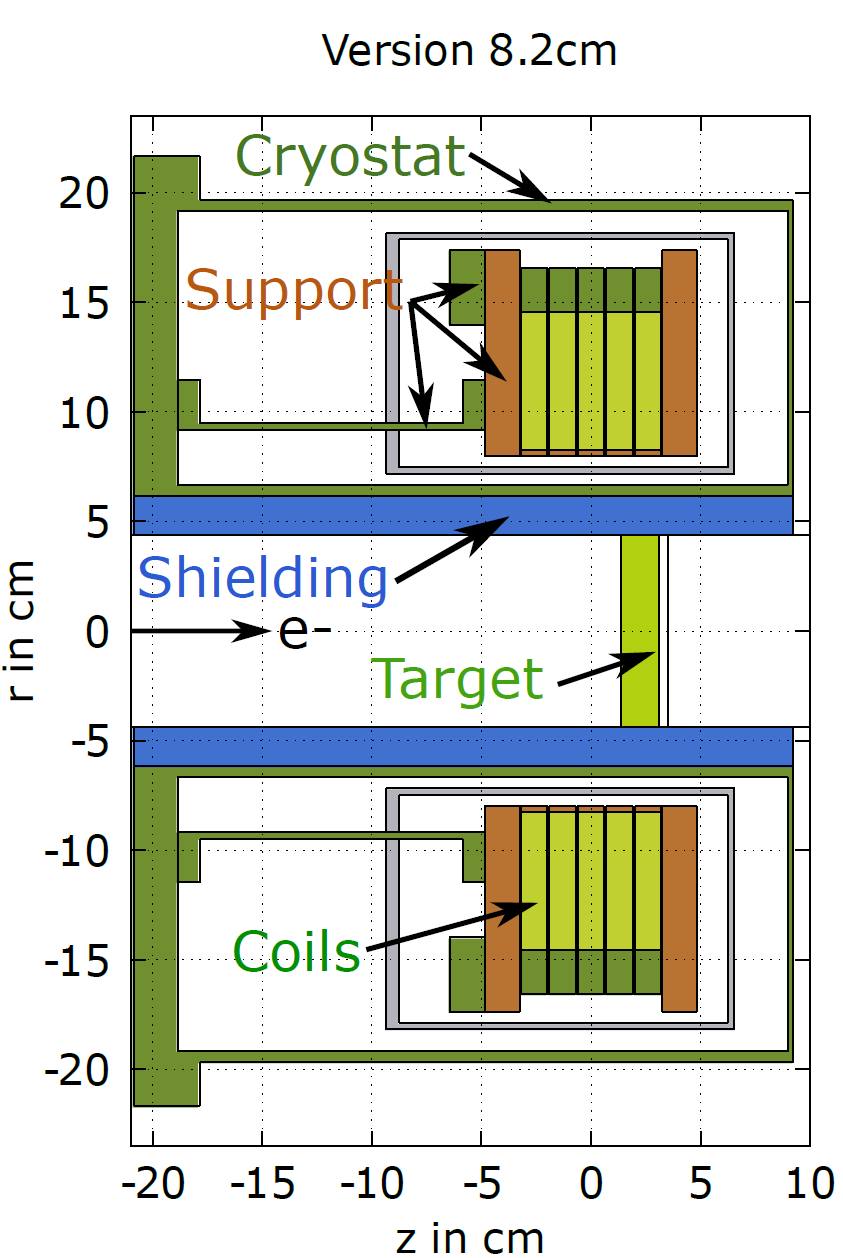 Version 8.2cm
Cryostat
20
Support
15
10
5
Shielding
r in cm
0
e-
Target
-5
-10
Coils
-15
-20
-20 -15 -10 -5 0 5 10
z in cm